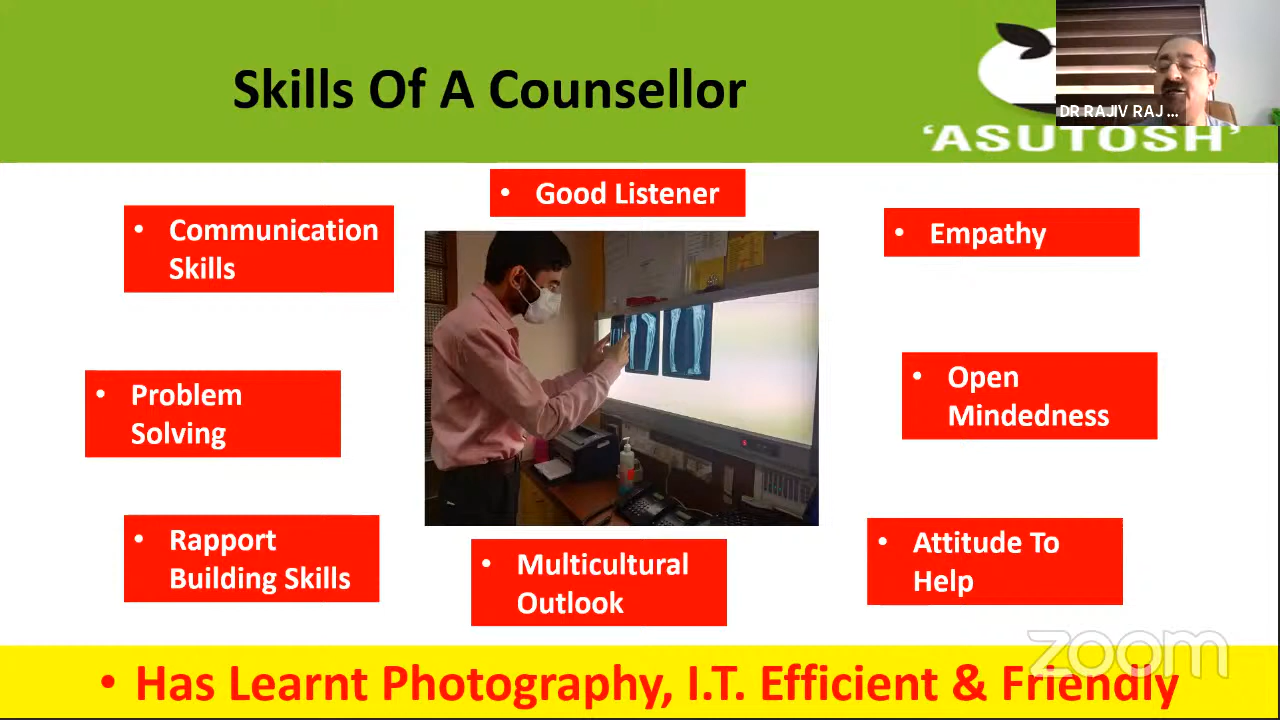 Skills Of A Counsellor
DR RAJIV RAJ ...
‘ASUTOSH’
• Good Listener
• Communication
Skills
• Empathy
• Problem
Solving
• Open
Mindedness
• Rapport
Building Skills
• Multicultural
Outlook
• Attitude To
Help
zoom
• Has Learnt Photography, I.T. Efficient & Friendly